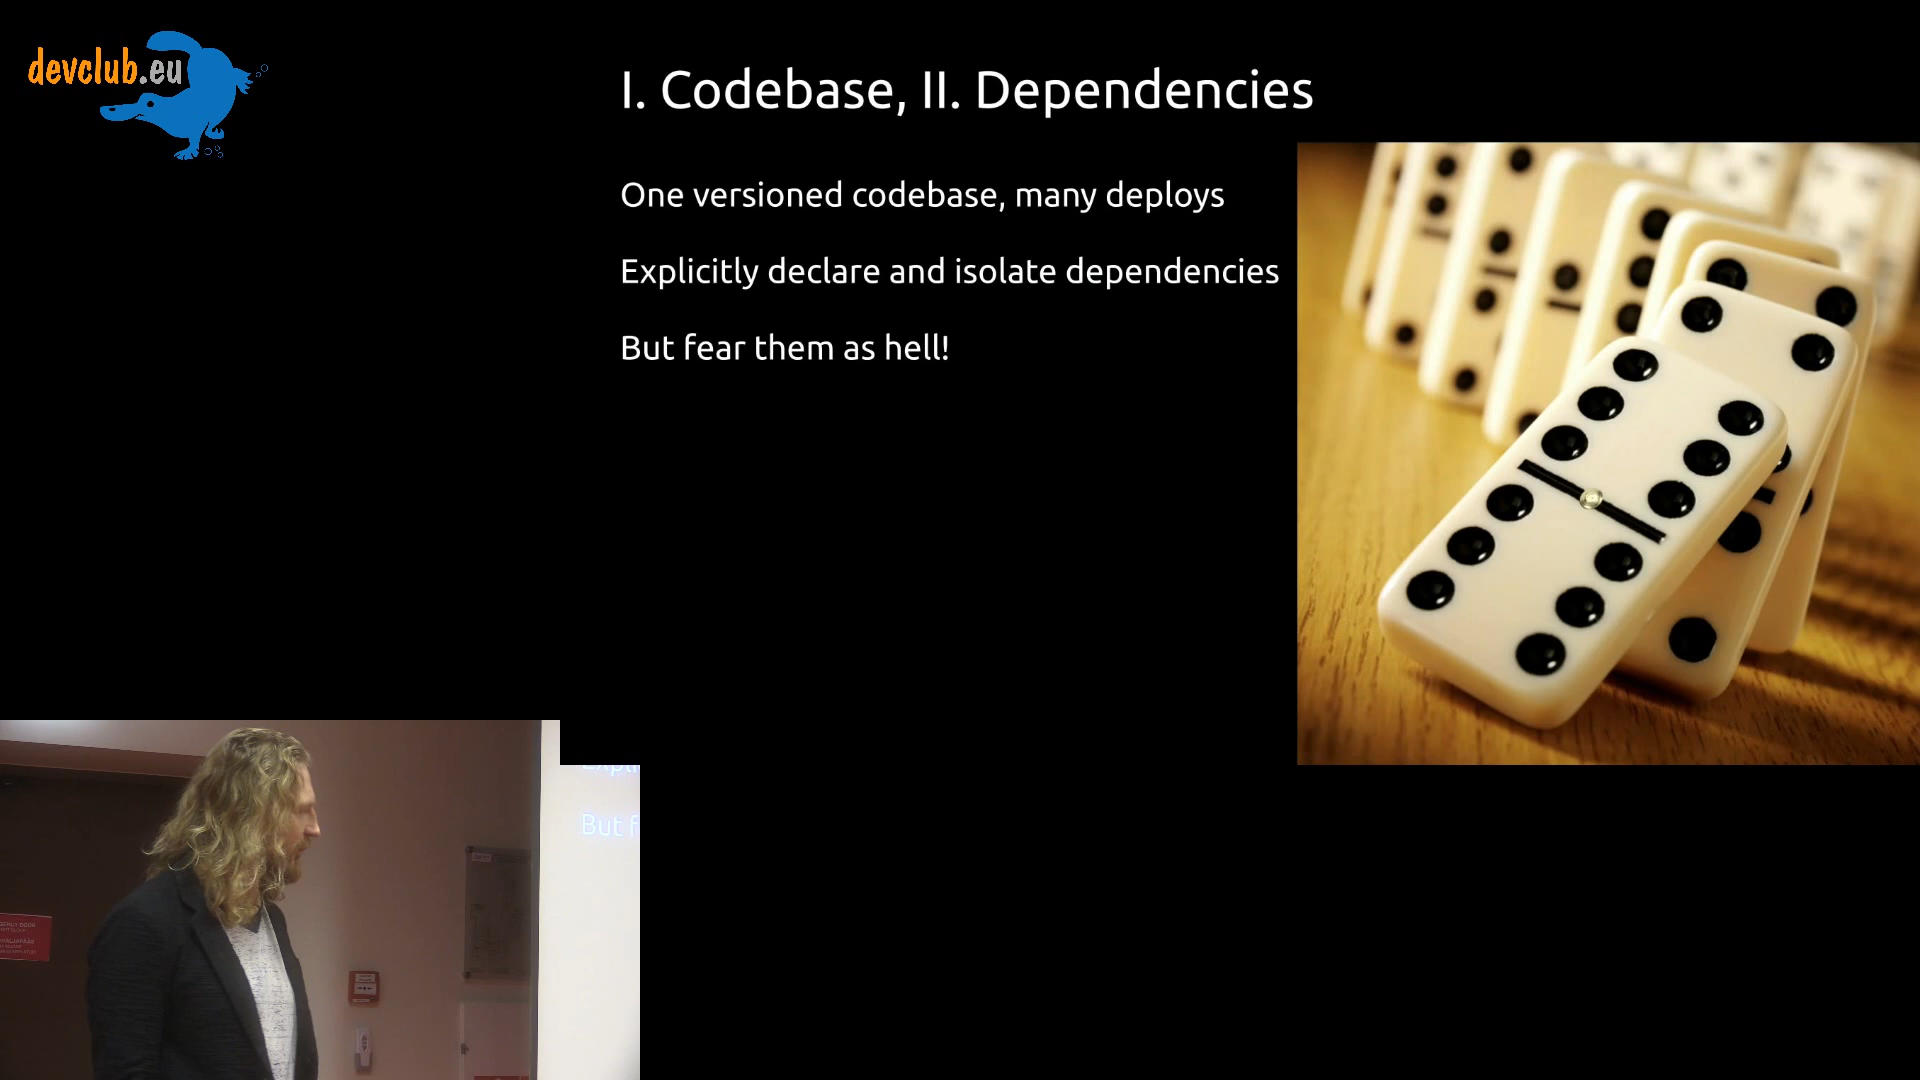 devclub.eu
I. Codebase, II. Dependencies
One versioned codebase, many deploys
Explicitly declare and isolate dependencies
But fear them as hell!
But f